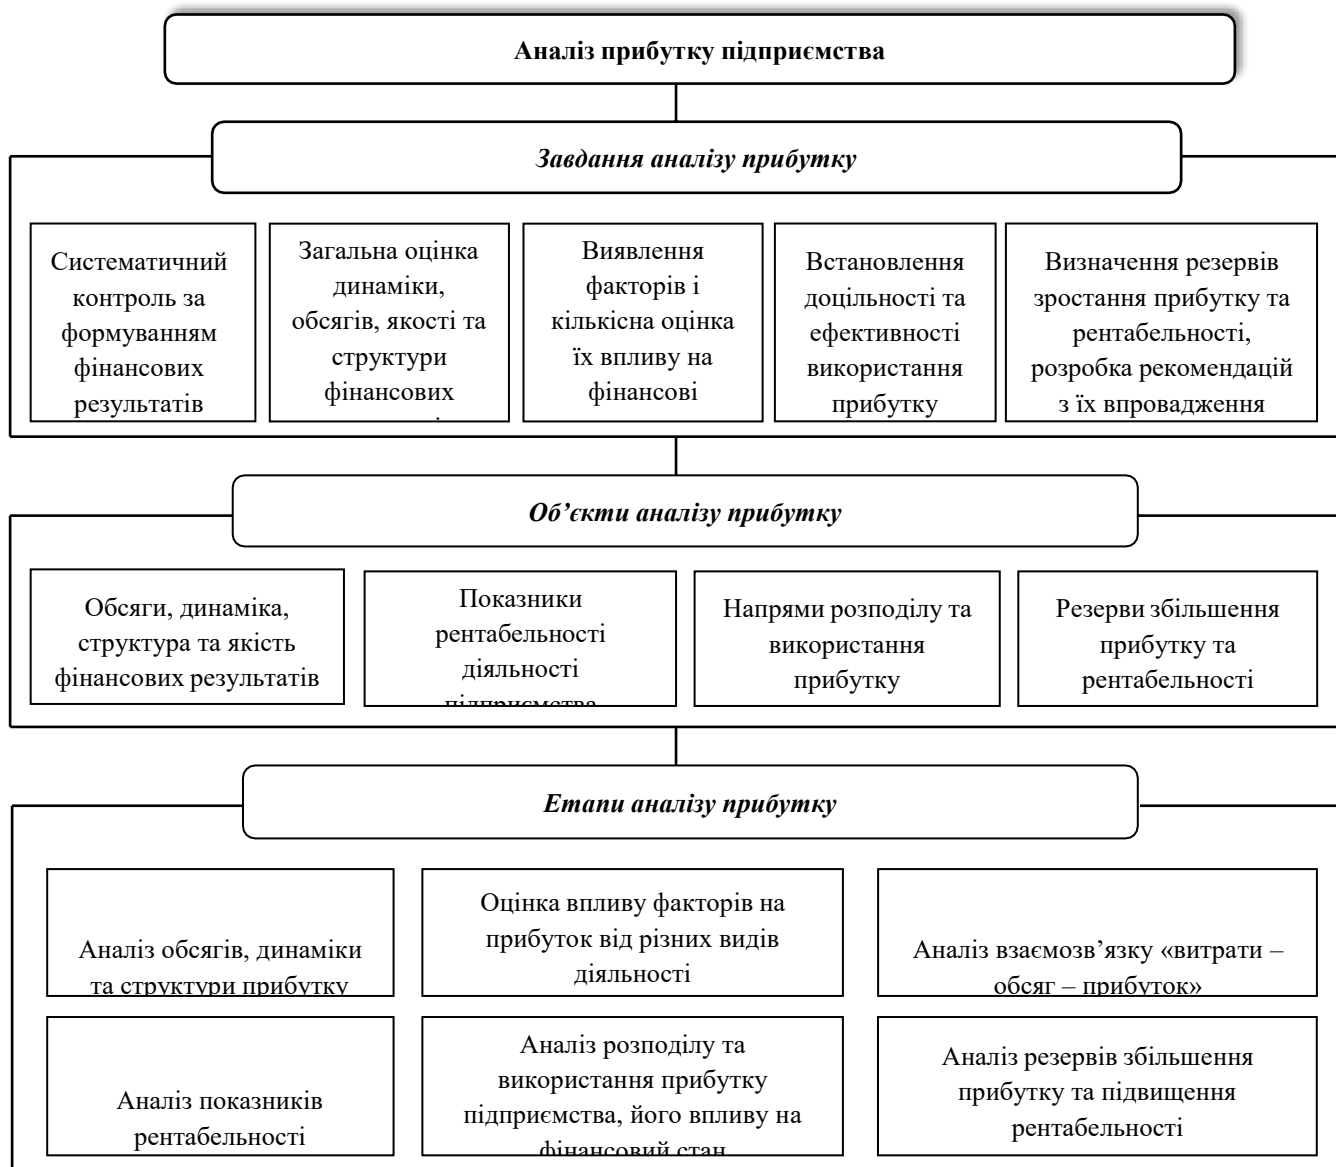 Аналіз прибутку підприємства
Завдання аналізу прибутку
Систематичний
контроль за
формуванням
фінансових
результатів
Загальна оцінка
динаміки,
обсягів, якості та
структури
фінансових
Виявлення
факторів і
кількісна оцінка
їх впливу на
фінансові
Встановлення
доцільності та
ефективності
використання
прибутку
Визначення резервів
зростання прибутку та
рентабельності,
розробка рекомендацій
з їх впровадження
Об’єкти аналізу прибутку
Обсяги, динаміка,
структура та якість
фінансових результатів
Показники
рентабельності
діяльності
підприємства
Напрями розподілу та
використання
прибутку
Резерви збільшення
прибутку та
рентабельності
Етапи аналізу прибутку
Аналіз обсягів, динаміки
та структури прибутку
Оцінка впливу факторів на
прибуток від різних видів
діяльності
Аналіз взаємозв’язку «витрати –
обсяг – прибуток»
Аналіз показників
рентабельності
Аналіз розподілу та
використання прибутку
підприємства, його впливу на
фінансовий стан
Аналіз резервів збільшення
прибутку та підвищення
рентабельності